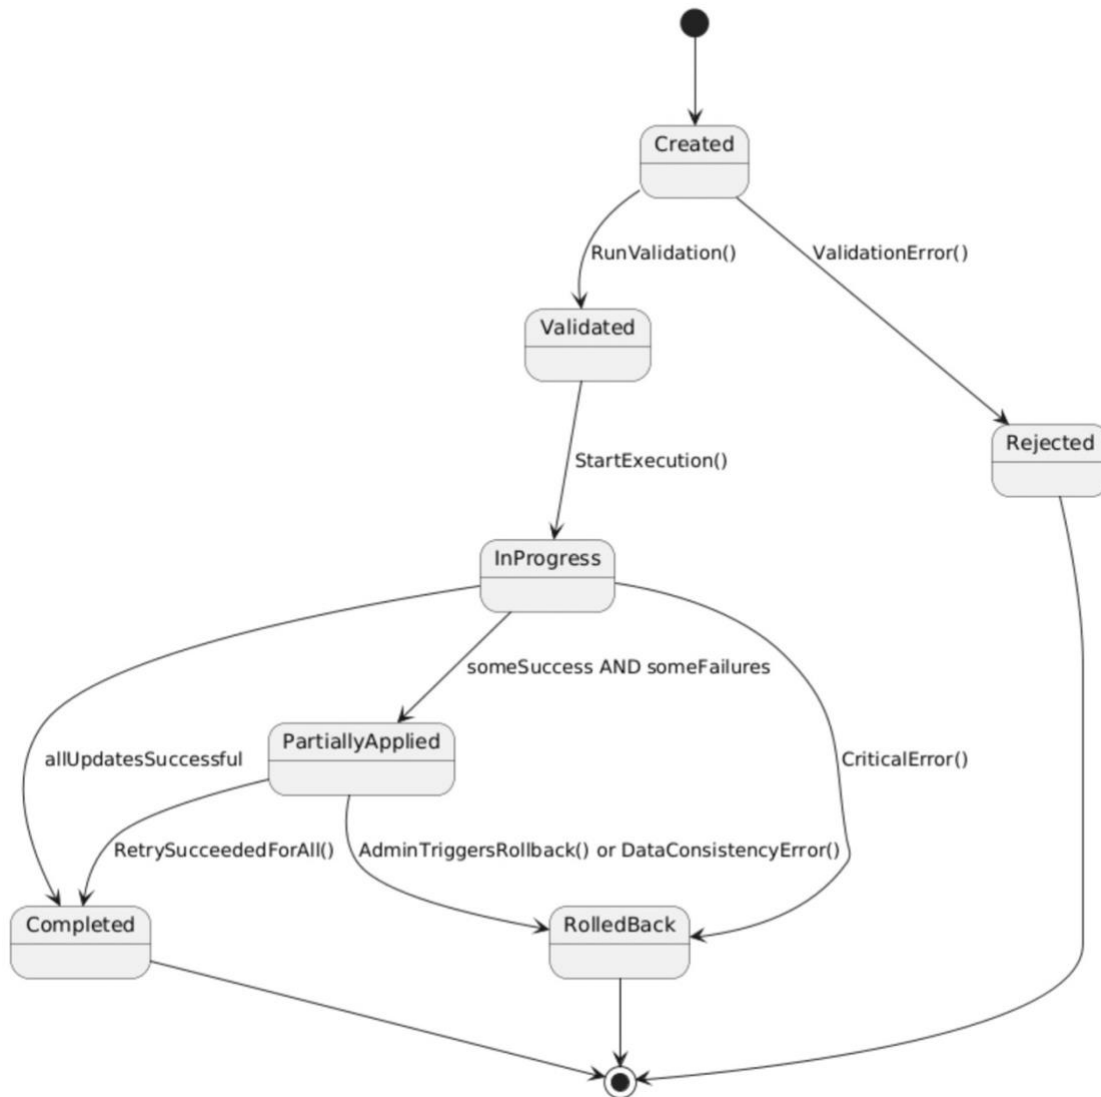 Created
RunValidation()
ValidationError()
Validated
Rejected
StartExecution()
InProgress
someSuccess AND someFailures
PartiallyApplied
allUpdatesSuccessful
CriticalError()
RetrySucceededForAll()
AdminTriggersRollback() or DataConsistencyError()
Completed
RolledBack